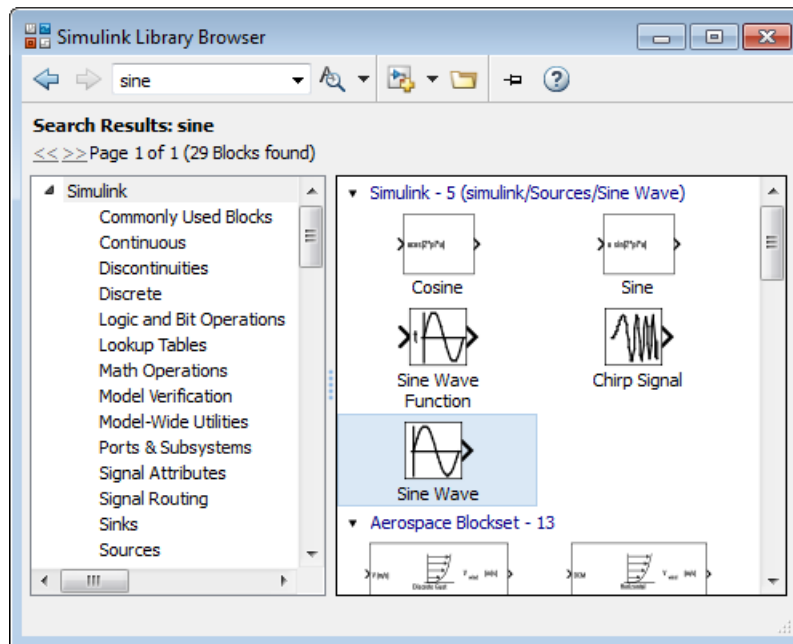 Simulink Library Browser
sine
Search Results: sine
<< >> Page 1 of 1 (29 Blocks found)
Simulink
Commonly Used Blocks
Continuous
Discontinuities
Discrete
Logic and Bit Operations
Lookup Tables
Math Operations
Model Verification
Model-Wide Utilities
Ports & Subsystems
Signal Attributes
Signal Routing
Sinks
Sources
Simulink - 5 (simulink/Sources/Sine Wave)
Cosine
Sine
t
Sine Wave
Function
Chirp Signal
Sine Wave
Aerospace Blockset - 13
DCM